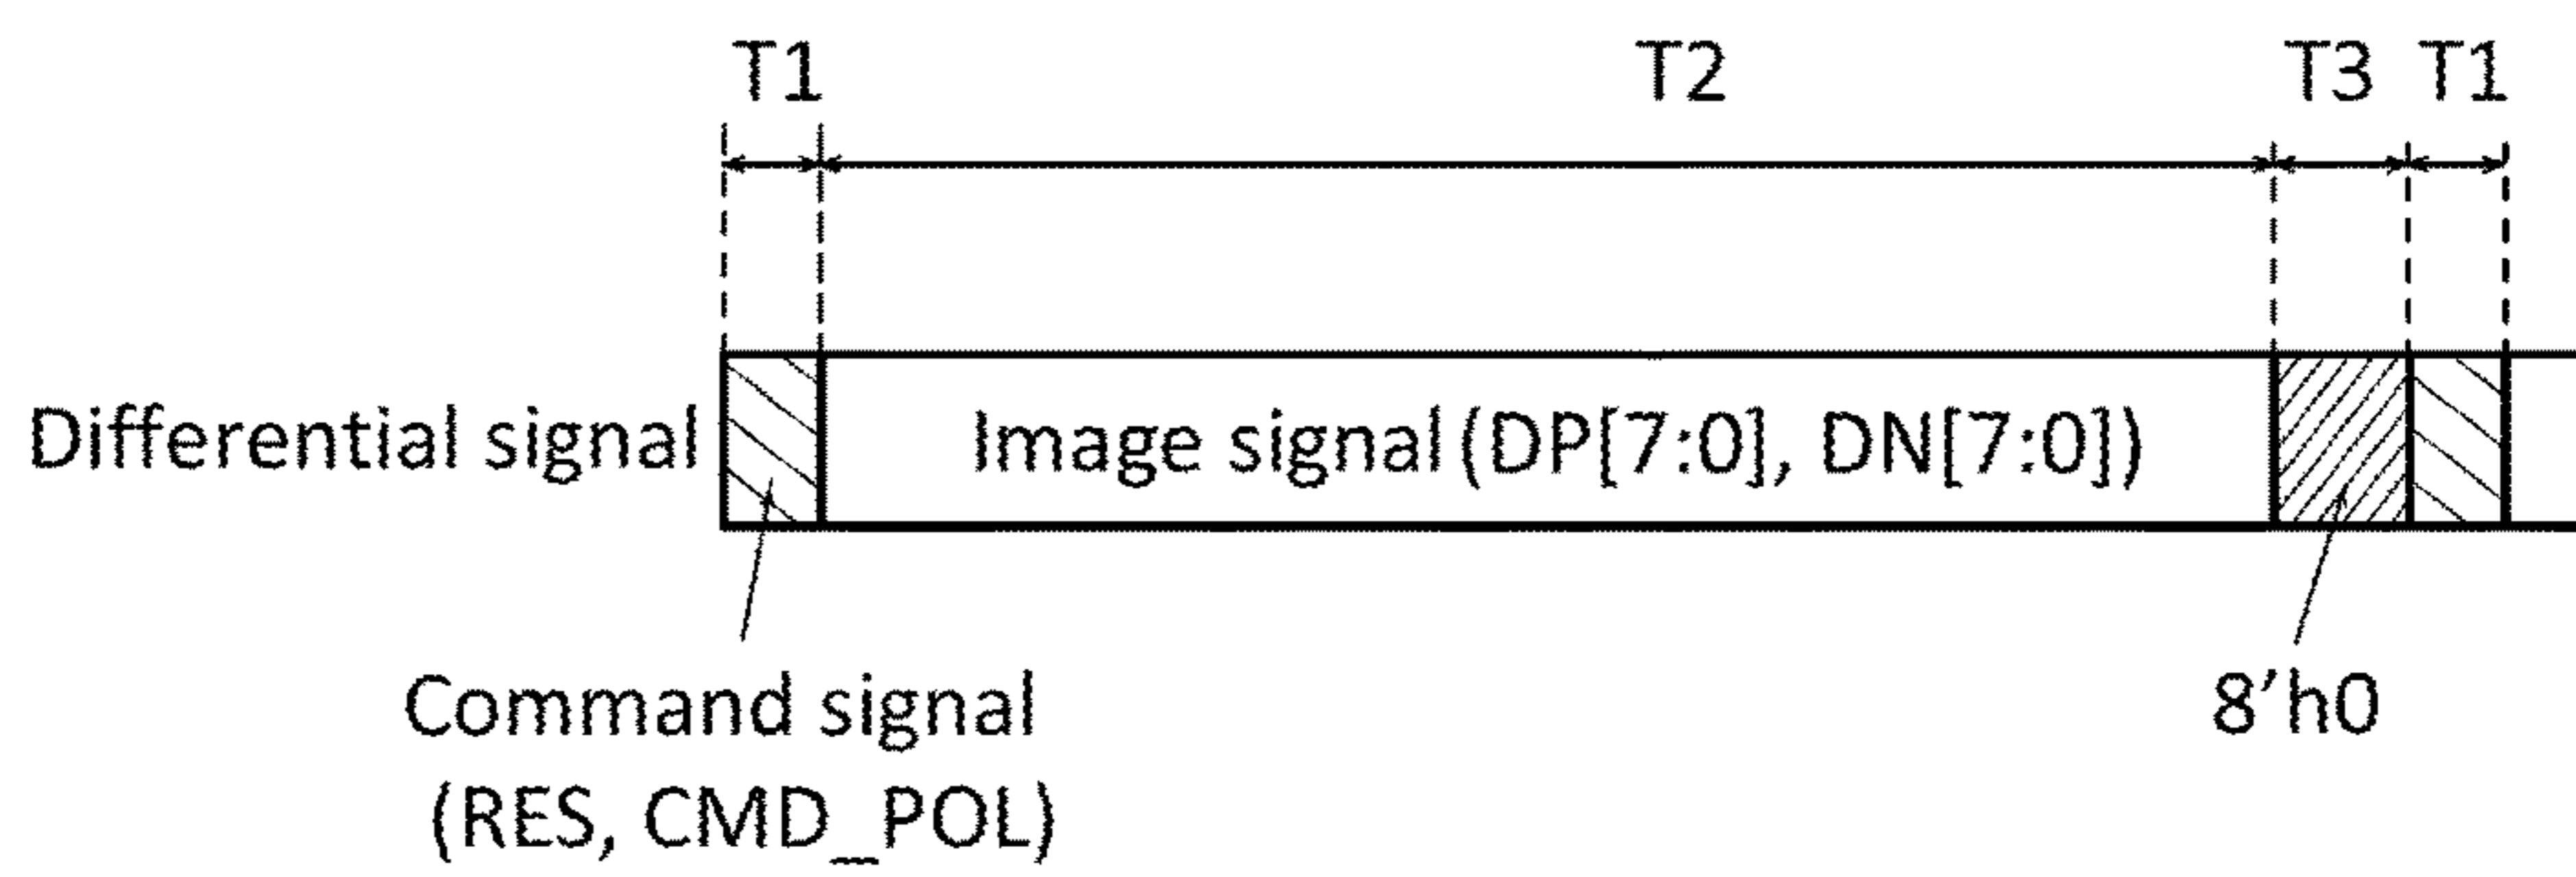 T1 T2 T3 T1
Differential signal Image signal (DP[7:0], DN[7:0])
Command signal 8'h0
(RES, CMD_POL)